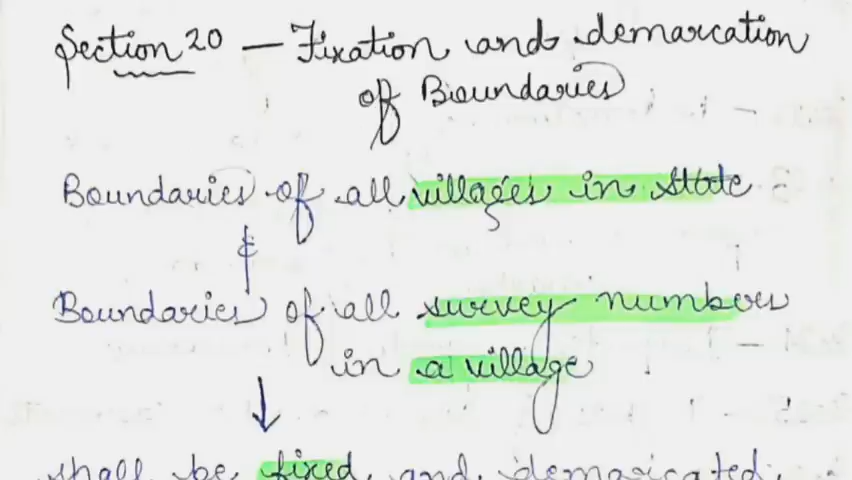 Section 20 — Fixation and demarcation
of Boundaries
Boundaries of all villages in state
&
Boundaries of all survey numbers
in a village
shall be fixed and demaricated.